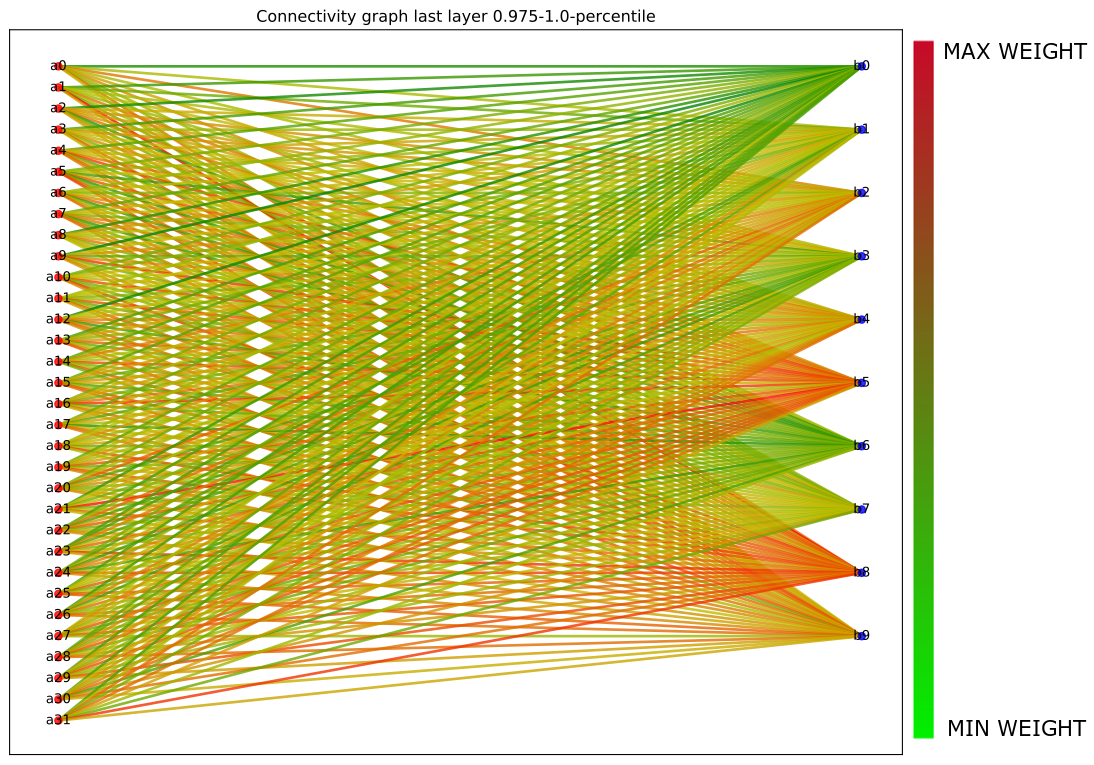 Connectivity graph last layer 0.975-1.0-percentile
MAX WEIGHT
a0
a1
a2
a3
a4
a5
a6
a7
a8
a9
a10
a11
a12
a13
a14
a15
a16
a17
a18
a19
a20
a21
a22
a23
a24
a25
a26
a27
a28
a29
a30
a31
b0
b1
b2
b3
b4
b5
b6
b7
b8
b9
MIN WEIGHT